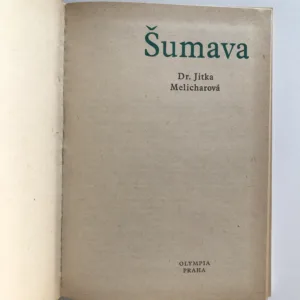 Šumava
Dr. Jitka
Melicharová
OLYMPIA
PRAHA